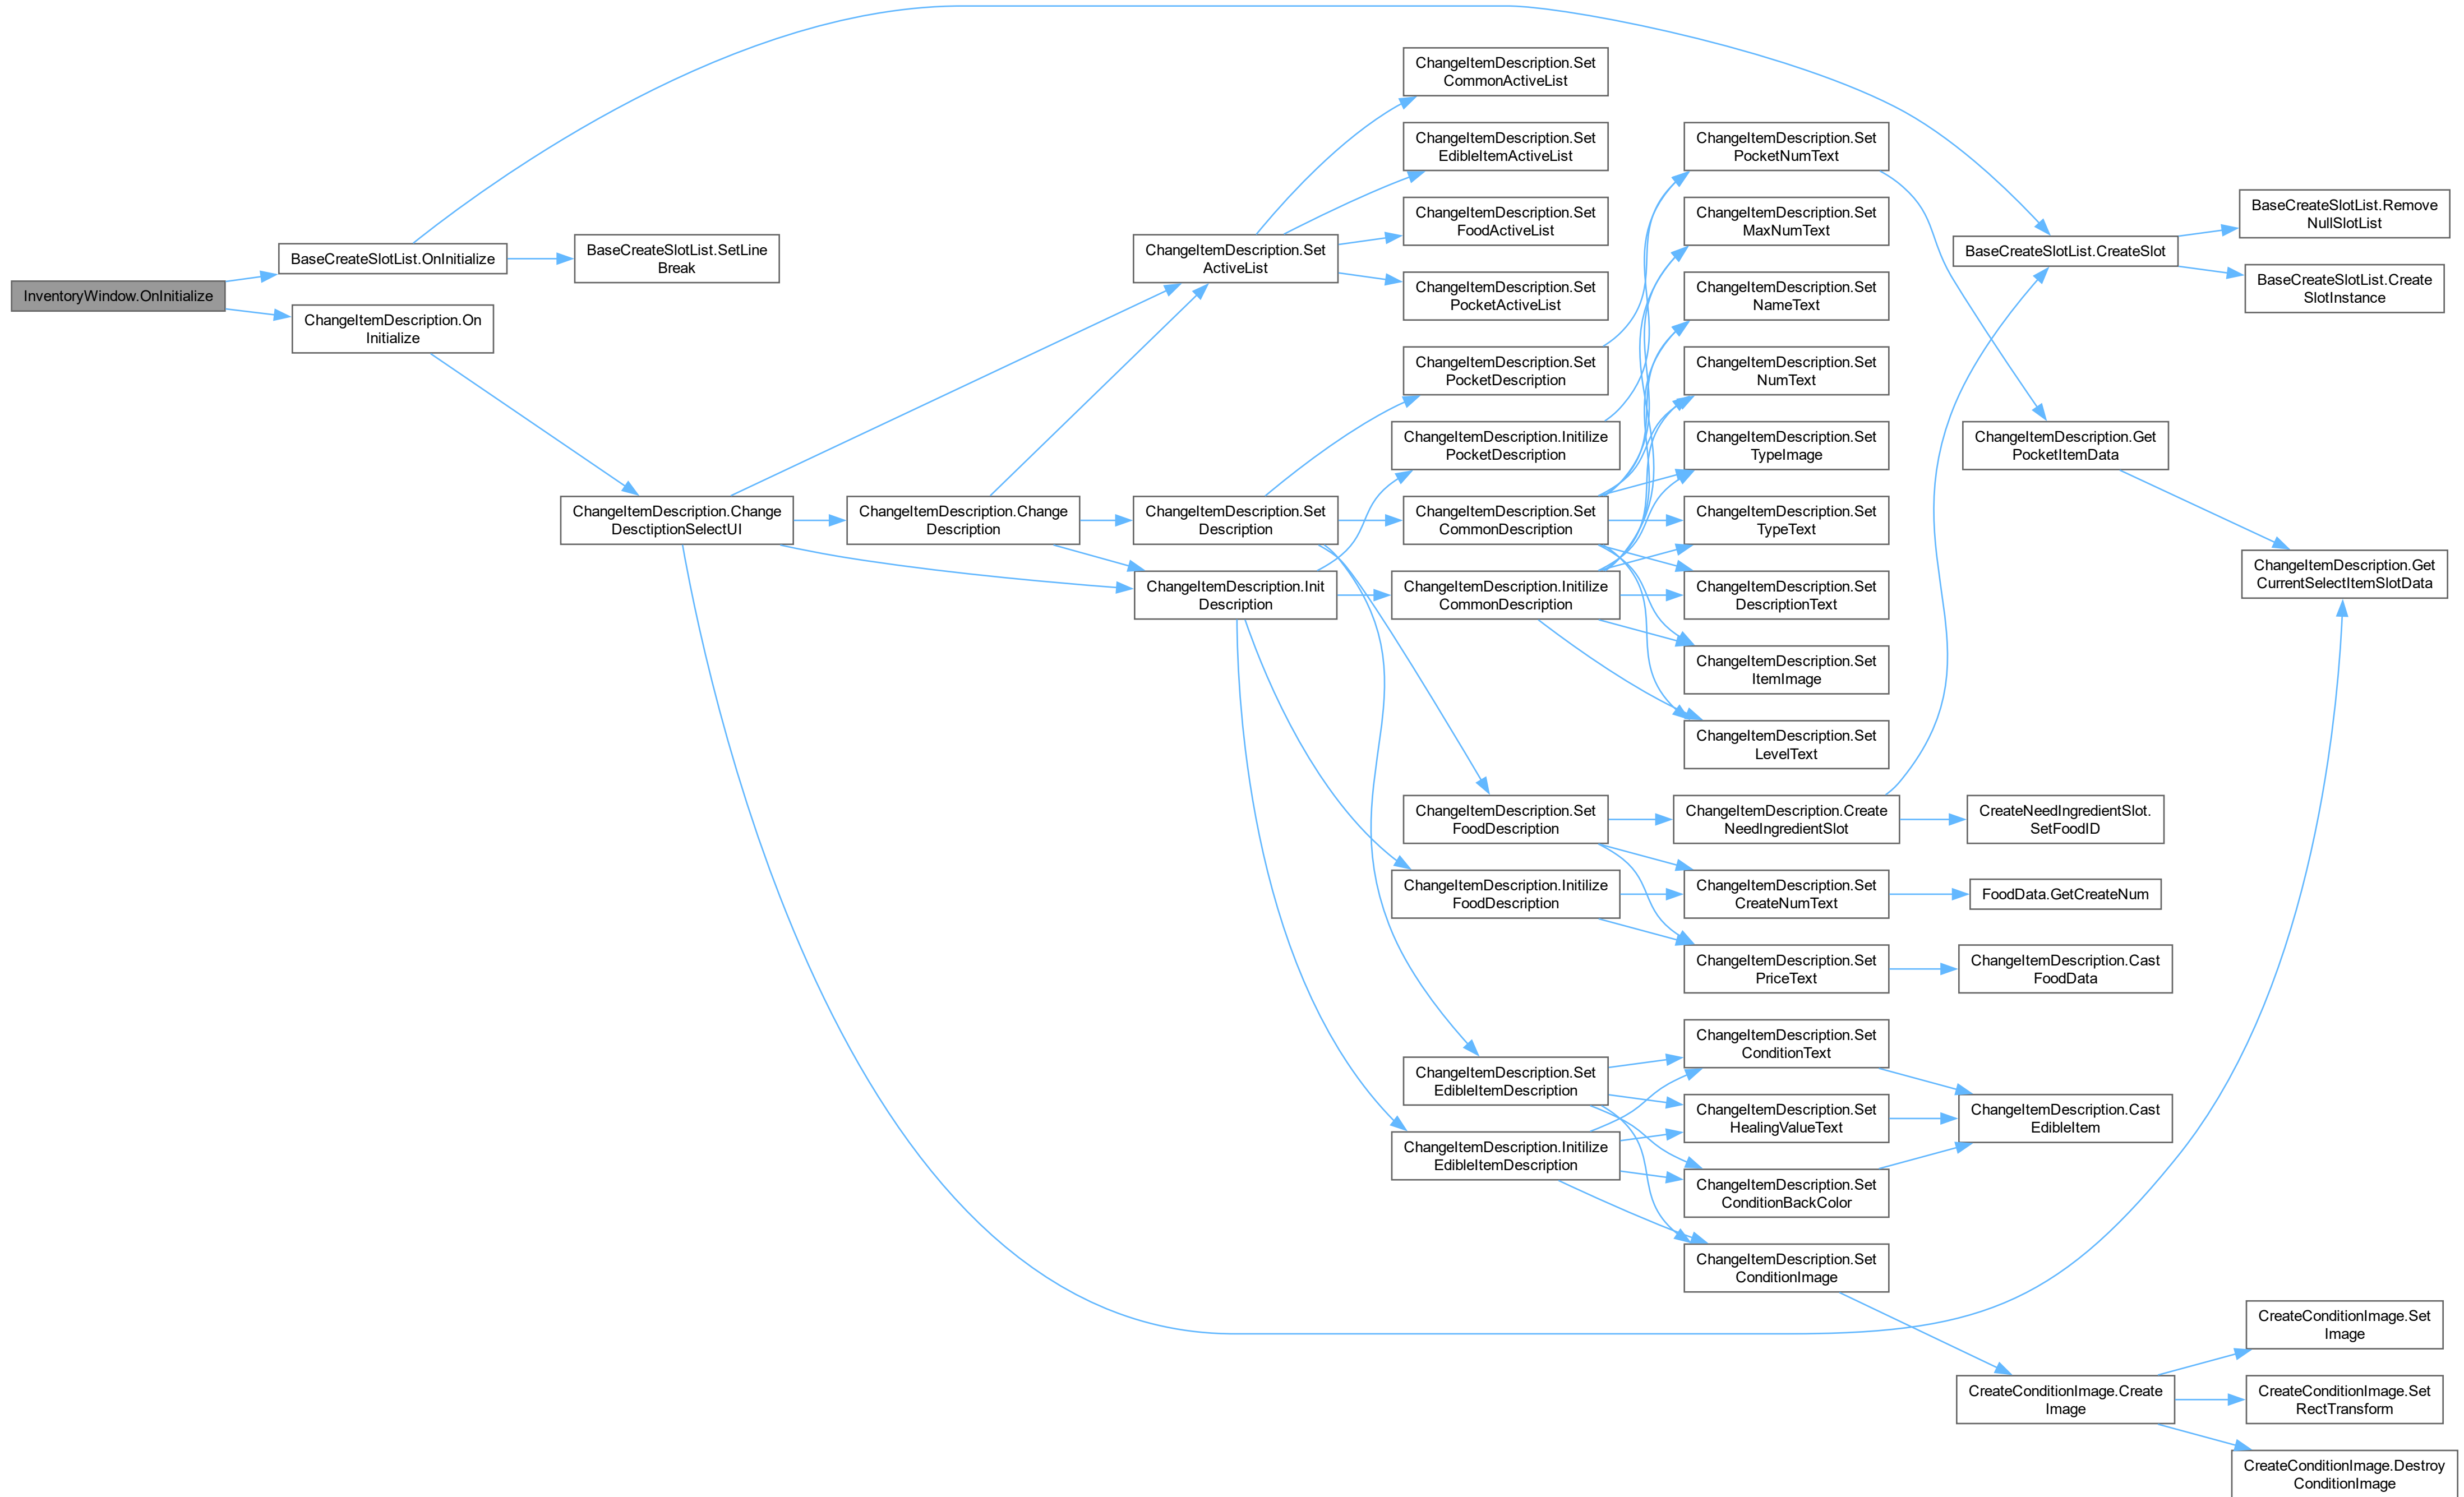 InventoryWindow.OnInitialize
BaseCreateSlotList.OnInitialize
ChangeItemDescription.On
Initialize
BaseCreateSlotList.SetLine
Break
ChangeItemDescription.Change
DesctiptionSelectUI
ChangeItemDescription.Change
Description
ChangeItemDescription.Set
ActiveList
ChangeItemDescription.Set
Description
ChangeItemDescription.Init
Description
ChangeItemDescription.Set
CommonActiveList
ChangeItemDescription.Set
EdibleItemActiveList
ChangeItemDescription.Set
FoodActiveList
ChangeItemDescription.Set
PocketActiveList
ChangeItemDescription.Set
PocketDescription
ChangeItemDescription.Initilize
PocketDescription
ChangeItemDescription.Set
CommonDescription
ChangeItemDescription.Initilize
CommonDescription
ChangeItemDescription.Set
FoodDescription
ChangeItemDescription.Initilize
FoodDescription
ChangeItemDescription.Set
EdibleItemDescription
ChangeItemDescription.Initilize
EdibleItemDescription
ChangeItemDescription.Set
PocketNumText
ChangeItemDescription.Set
MaxNumText
ChangeItemDescription.Set
NameText
ChangeItemDescription.Set
NumText
ChangeItemDescription.Set
TypeImage
ChangeItemDescription.Set
TypeText
ChangeItemDescription.Set
DescriptionText
ChangeItemDescription.Set
ItemImage
ChangeItemDescription.Set
LevelText
ChangeItemDescription.Create
NeedIngredientSlot
ChangeItemDescription.Set
CreateNumText
ChangeItemDescription.Set
PriceText
ChangeItemDescription.Set
ConditionText
ChangeItemDescription.Set
HealingValueText
ChangeItemDescription.Set
ConditionBackColor
ChangeItemDescription.Set
ConditionImage
BaseCreateSlotList.CreateSlot
ChangeItemDescription.Get
PocketItemData
CreateNeedIngredientSlot.
SetFoodID
FoodData.GetCreateNum
ChangeItemDescription.Cast
FoodData
ChangeItemDescription.Cast
EdibleItem
CreateConditionImage.Create
Image
BaseCreateSlotList.Remove
NullSlotList
BaseCreateSlotList.Create
SlotInstance
ChangeItemDescription.Get
CurrentSelectItemSlotData
CreateConditionImage.Set
Image
CreateConditionImage.Set
RectTransform
CreateConditionImage.Destroy
ConditionImage